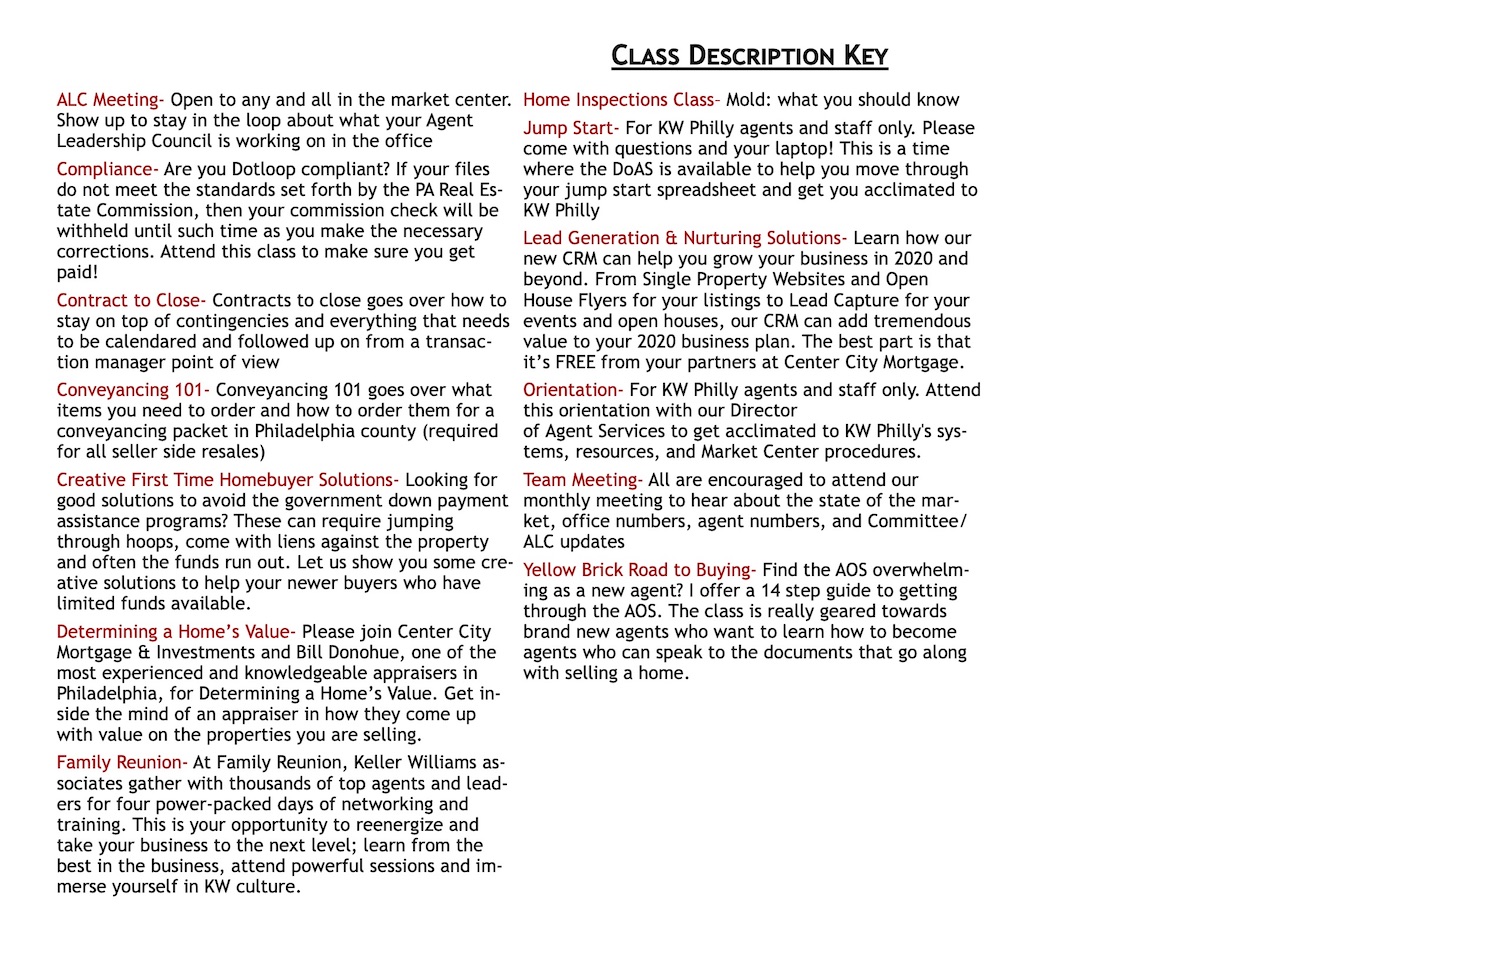 Class Description Key
ALC Meeting- Open to any and all in the market center.
Show up to stay in the loop about what your Agent
Leadership Council is working on in the office
Compliance- Are you Dotloop compliant? If your files
do not meet the standards set forth by the PA Real Es-
tate Commission, then your commission check will be
withheld until such time as you make the necessary
corrections. Attend this class to make sure you get
paid!
Contract to Close- Contracts to close goes over how to
stay on top of contingencies and everything that needs
to be calendared and followed up on from a transac-
tion manager point of view
Conveyancing 101- Conveyancing 101 goes over what
items you need to order and how to order them for a
conveyancing packet in Philadelphia county (required
for all seller side resales)
Creative First Time Homebuyer Solutions- Looking for
good solutions to avoid the government down payment
assistance programs? These can require jumping
through hoops, come with liens against the property
and often the funds run out. Let us show you some cre-
ative solutions to help your newer buyers who have
limited funds available.
Determining a Home’s Value- Please join Center City
Mortgage & Investments and Bill Donohue, one of the
most experienced and knowledgeable appraisers in
Philadelphia, for Determining a Home’s Value. Get in-
side the mind of an appraiser in how they come up
with value on the properties you are selling.
Family Reunion- At Family Reunion, Keller Williams as-
sociates gather with thousands of top agents and lead-
ers for four power-packed days of networking and
training. This is your opportunity to reenergize and
take your business to the next level; learn from the
best in the business, attend powerful sessions and im-
merse yourself in KW culture.
Home Inspections Class- Mold: what you should know
Jump Start- For KW Philly agents and staff only. Please
come with questions and your laptop! This is a time
where the DoAS is available to help you move through
your jump start spreadsheet and get you acclimated to
KW Philly
Lead Generation & Nurturing Solutions- Learn how our
new CRM can help you grow your business in 2020 and
beyond. From Single Property Websites and Open
House Flyers for your listings to Lead Capture for your
events and open houses, our CRM can add tremendous
value to your 2020 business plan. The best part is that
it’s FREE from your partners at Center City Mortgage.
Orientation- For KW Philly agents and staff only. Attend
this orientation with our Director
of Agent Services to get acclimated to KW Philly's sys-
tems, resources, and Market Center procedures.
Team Meeting- All are encouraged to attend our
monthly meeting to hear about the state of the mar-
ket, office numbers, agent numbers, and Committee/
ALC updates
Yellow Brick Road to Buying- Find the AOS overwhelm-
ing as a new agent? I offer a 14 step guide to getting
through the AOS. The class is really geared towards
brand new agents who want to learn how to become
agents who can speak to the documents that go along
with selling a home.